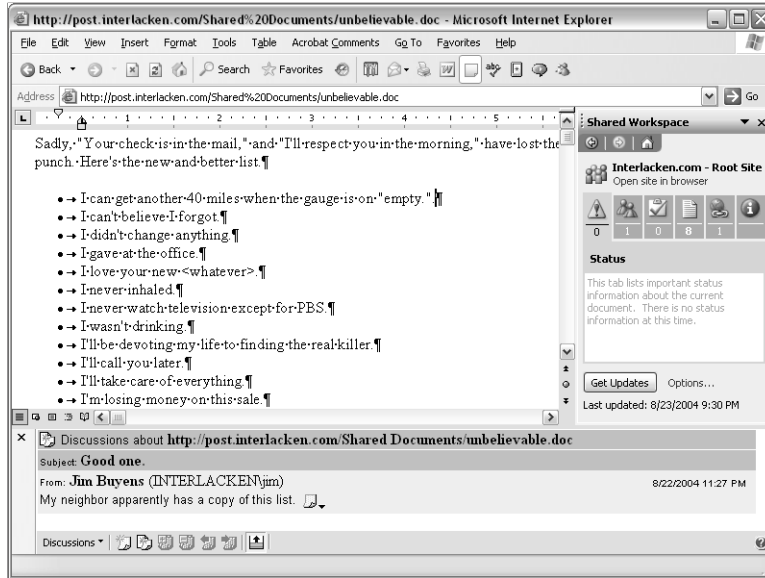 http://post.interlacken.com/Shared%20Documents/unbelievable.doc - Microsoft Internet Explorer
File Edit View Insert Format Tools Table Acrobat Comments Go To Favorites Help
Back Search Favorites
Address http://post.interlacken.com/Shared%20Documents/unbelievable.doc Go
1 2 3 4 5
Sadly, "Your check is in the mail," and "I'll respect you in the morning," have lost the
punch. Here's the new and better list.¶
• → I can get another 40 miles when the gauge is on "empty."¶
• → I can't believe I forgot.¶
• → I didn't change anything.¶
• → I gave at the office.¶
• → I love your new <whatever>.¶
• → I never inhaled.¶
• → I never watch television except for PBS.¶
• → I wasn't drinking.¶
• → I'll be devoting my life to finding the real killer.¶
• → I'll call you later.¶
• → I'll take care of everything.¶
• → I'm losing money on this sale.¶
Shared Workspace
Interlacken.com - Root Site
Open site in browser
0 1 0 8 1
Status
This tab lists important status
information about the current
document. There is no status
information at this time.
Get Updates Options...
Last updated: 8/23/2004 9:30 PM
Discussions about http://post.interlacken.com/Shared Documents/unbelievable.doc
Subject: Good one.
From: Jim Buyens (INTERLACKEN\jim) 8/22/2004 11:27 PM
My neighbor apparently has a copy of this list.
Discussions